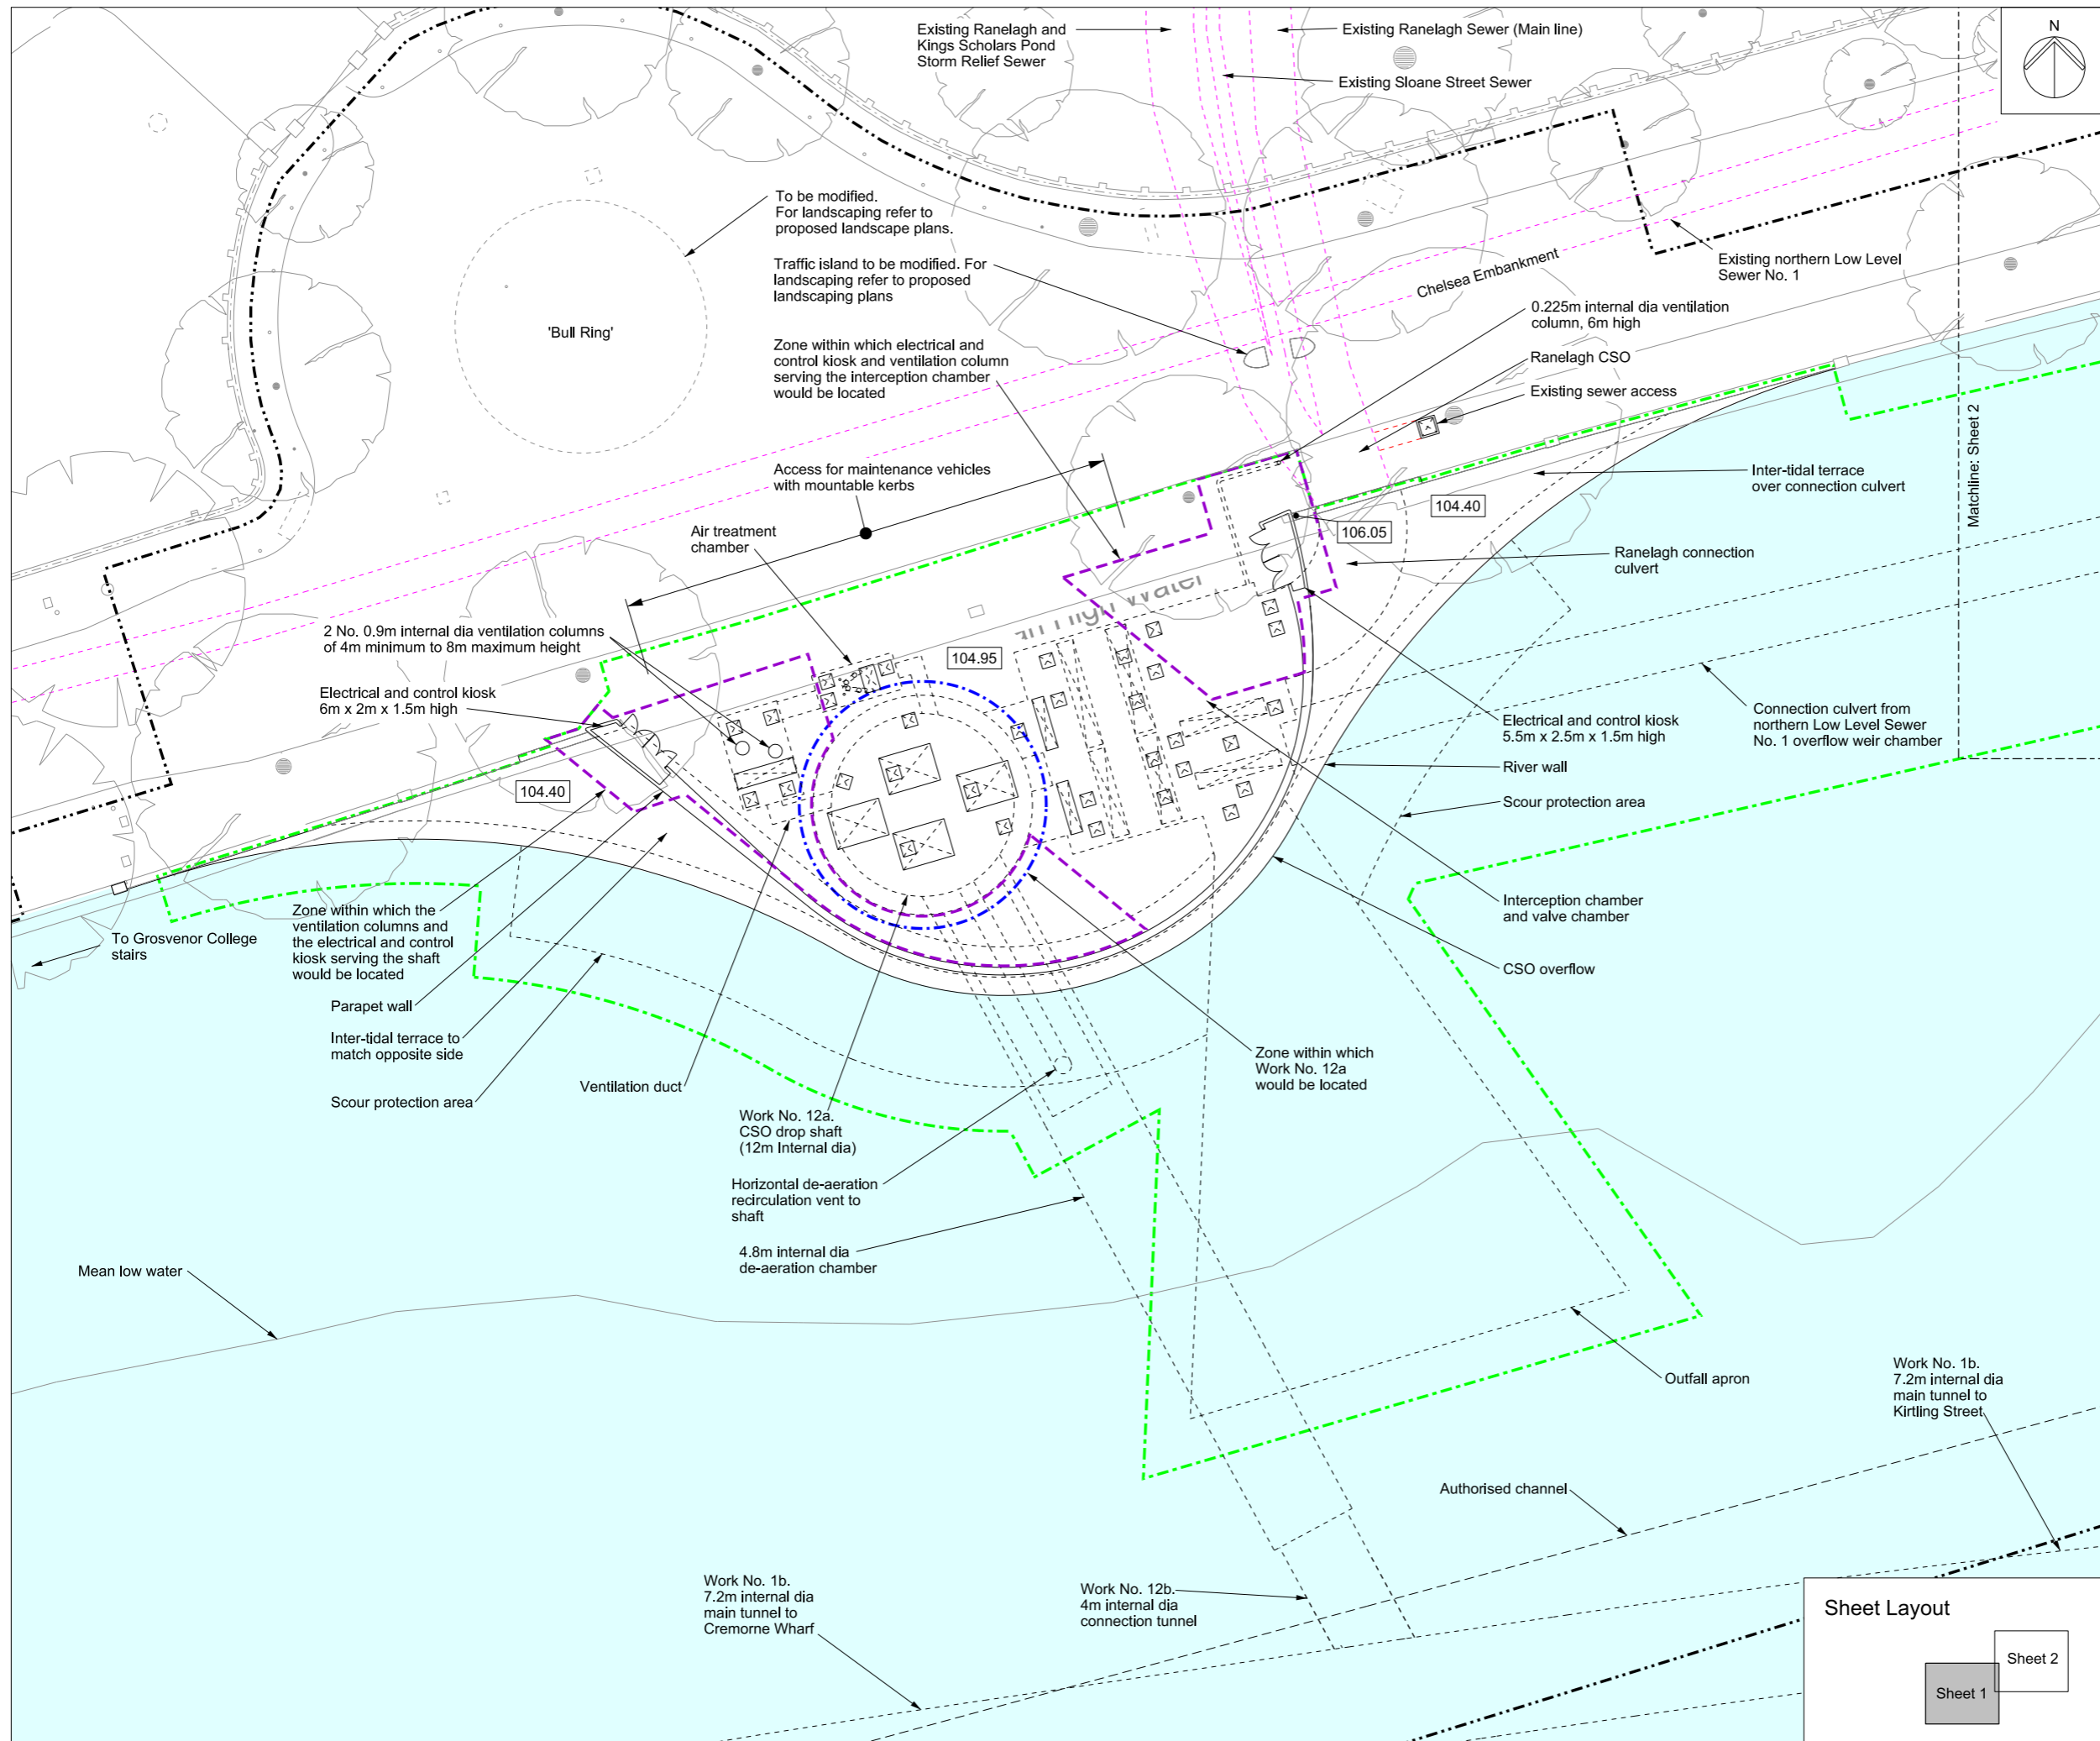 Existing Ranelagh and
Kings Scholars Pond
Storm Relief Sewer
Existing Ranelagh Sewer (Main line)
Existing Sloane Street Sewer
N
To be modified.
For landscaping refer to
proposed landscape plans.
Traffic island to be modified. For
landscaping refer to proposed
landscaping plans
'Bull Ring'
Zone within which electrical and
control kiosk and ventilation column
serving the interception chamber
would be located
Chelsea Embankment
Existing northern Low Level
Sewer No. 1
0.225m internal dia ventilation
column, 6m high
Ranelagh CSO
Existing sewer access
Matchline: Sheet 2
Access for maintenance vehicles
with mountable kerbs
Inter-tidal terrace
over connection culvert
104.40
106.05
Air treatment
chamber
Ranelagh connection
culvert
High Water
2 No. 0.9m internal dia ventilation columns
of 4m minimum to 8m maximum height
104.95
Electrical and control kiosk
6m x 2m x 1.5m high
Electrical and control kiosk
5.5m x 2.5m x 1.5m high
Connection culvert from
northern Low Level Sewer
No. 1 overflow weir chamber
River wall
104.40
Scour protection area
Interception chamber
and valve chamber
Zone within which the
ventilation columns and
the electrical and control
kiosk serving the shaft
would be located
To Grosvenor College
stairs
CSO overflow
Parapet wall
Inter-tidal terrace to
match opposite side
Zone within which
Work No. 12a
would be located
Ventilation duct
Scour protection area
Work No. 12a.
CSO drop shaft
(12m Internal dia)
Horizontal de-aeration
recirculation vent to
shaft
4.8m internal dia
de-aeration chamber
Mean low water
Outfall apron
Work No. 1b.
7.2m internal dia
main tunnel to
Kirtling Street
Authorised channel
Work No. 1b.
7.2m internal dia
main tunnel to
Cremorne Wharf
Work No. 12b.
4m internal dia
connection tunnel
Sheet Layout
Sheet 2
Sheet 1